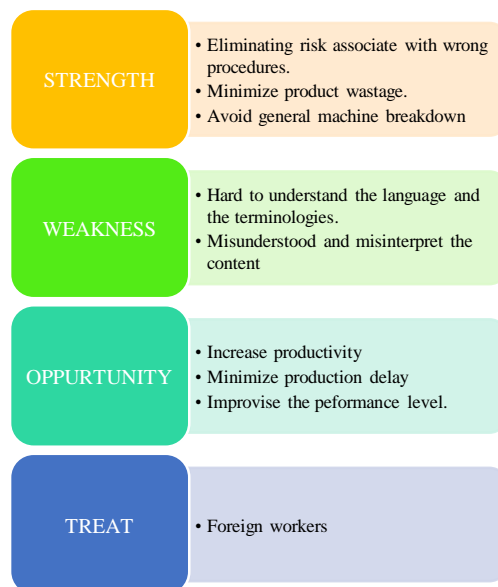 STRENGTH
• Eliminating risk associate with wrong
procedures.
• Minimize product wastage.
• Avoid general machine breakdown
WEAKNESS
• Hard to understand the language and
the terminologies.
• Misunderstood and misinterpret the
content
OPPURTUNITY
• Increase productivity
• Minimize production delay
• Improvise the peformance level.
TREAT
• Foreign workers